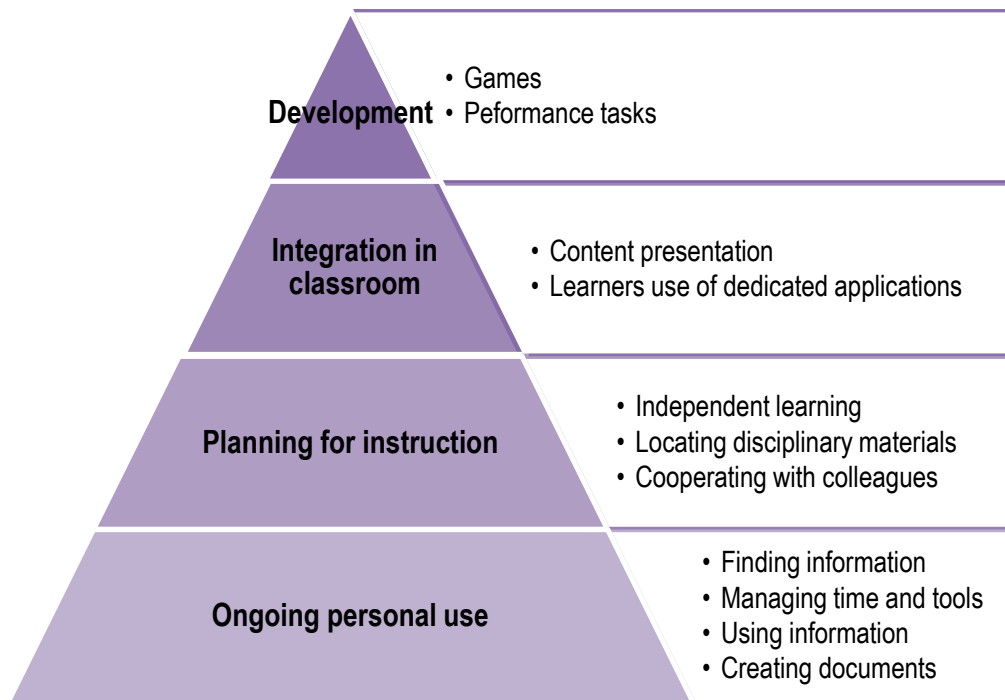 Development
• Games
• Peformance tasks
Integration in
classroom
• Content presentation
• Learners use of dedicated applications
Planning for instruction
• Independent learning
• Locating disciplinary materials
• Cooperating with colleagues
Ongoing personal use
• Finding information
• Managing time and tools
• Using information
• Creating documents